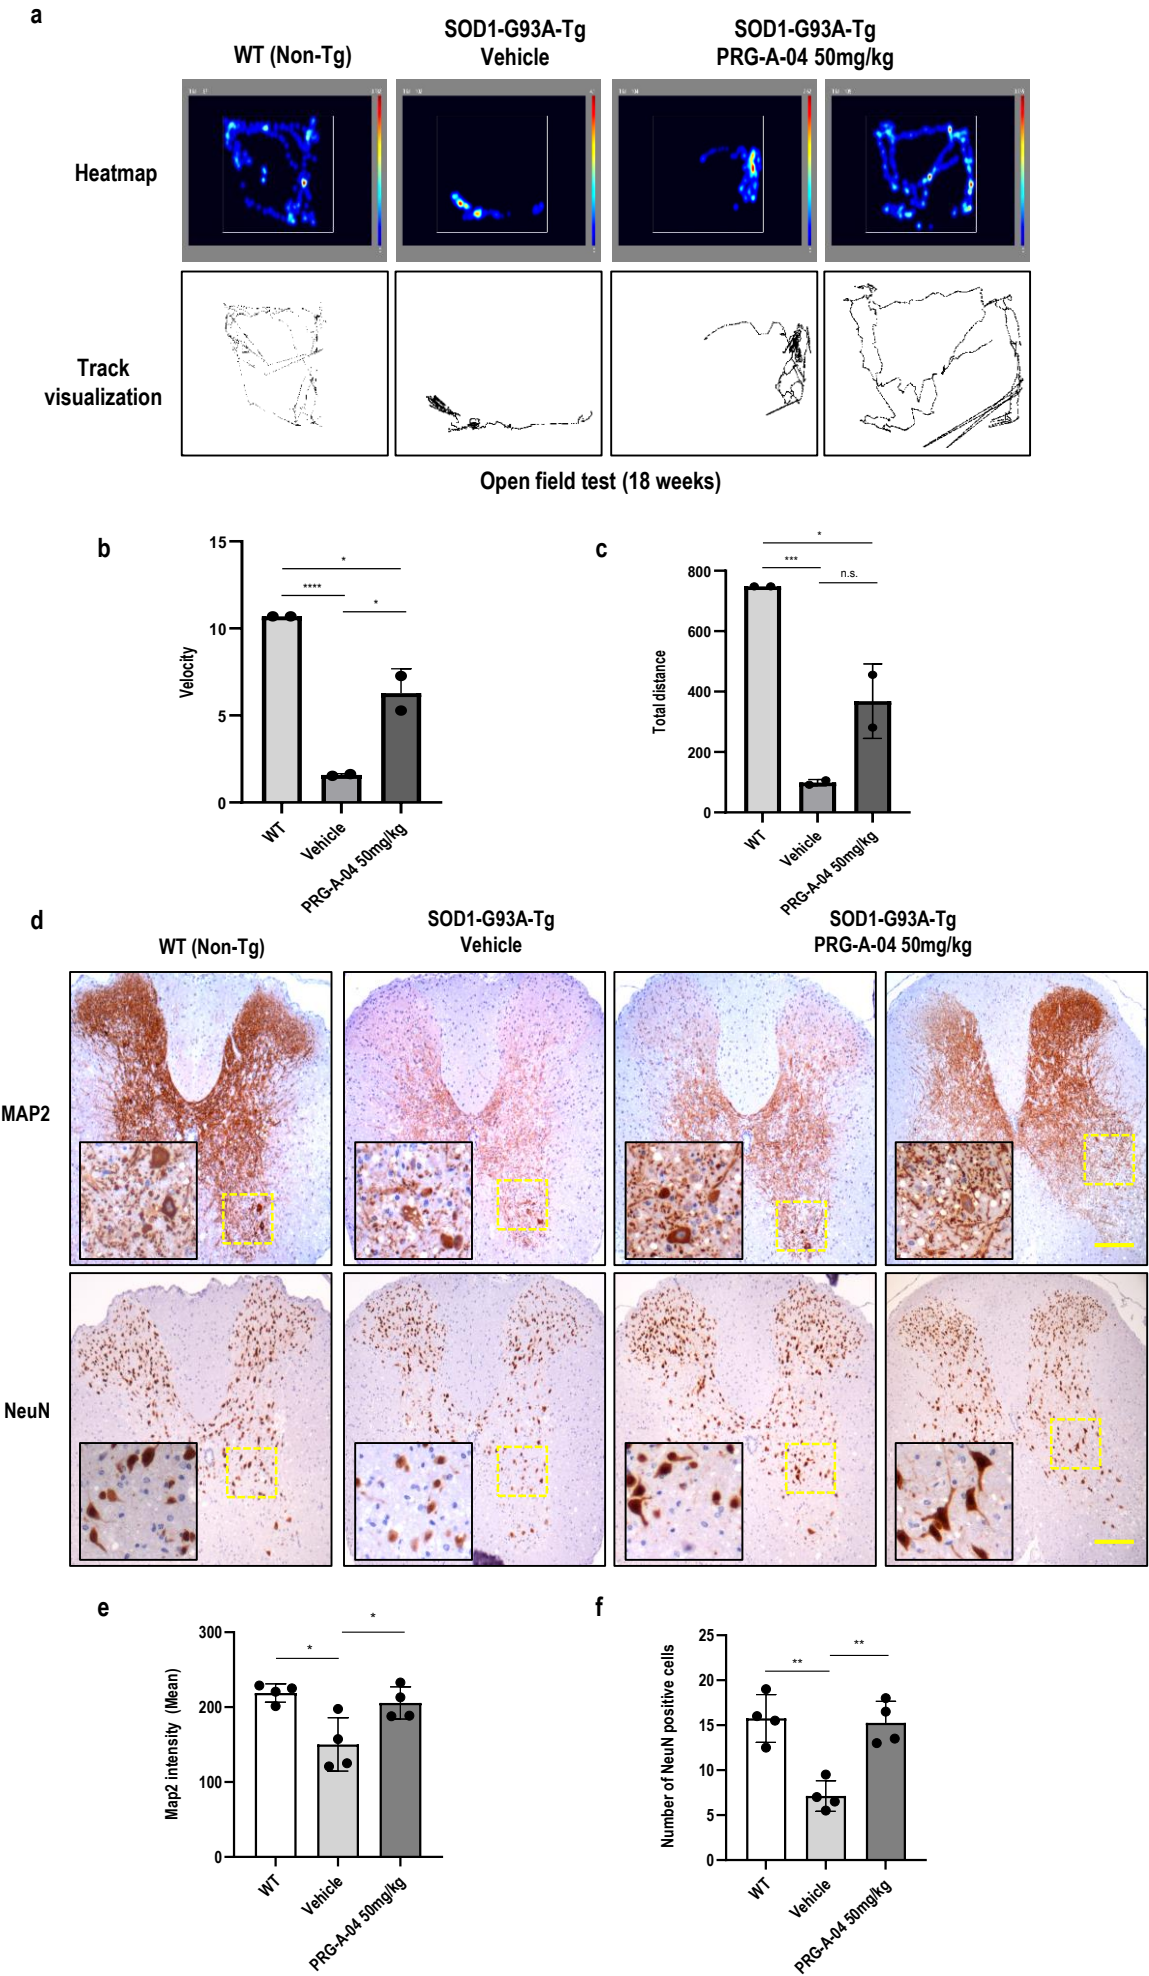 a
WT (Non-Tg)
SOD1-G93A-Tg
Vehicle
SOD1-G93A-Tg
PRG-A-04 50mg/kg
Heatmap
Track
visualization
Open field test (18 weeks)
b
Velocity
15
10
5
0
*
****
*
WT
Vehicle
PRG-A-04 50mg/kg
c
Total distance
800
600
400
200
0
*
***
n.s.
WT
Vehicle
PRG-A-04 50mg/kg
d
WT (Non-Tg)
SOD1-G93A-Tg
Vehicle
SOD1-G93A-Tg
PRG-A-04 50mg/kg
MAP2
NeuN
e
Map2 intensity (Mean)
300
200
100
0
*
*
WT
Vehicle
PRG-A-04 50mg/kg
f
Number of NeuN positive cells
25
20
15
10
5
0
**
**
WT
Vehicle
PRG-A-04 50mg/kg